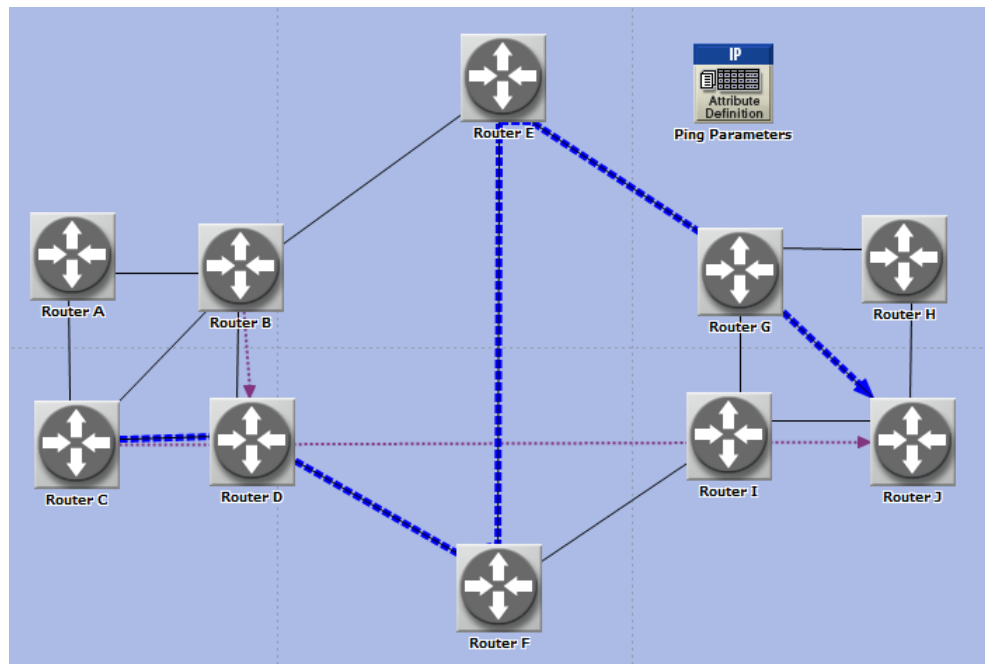 Router E
IP
Attribute
Definition
Ping Parameters
Router A
Router B
Router G
Router H
Router C
Router D
Router I
Router J
Router F